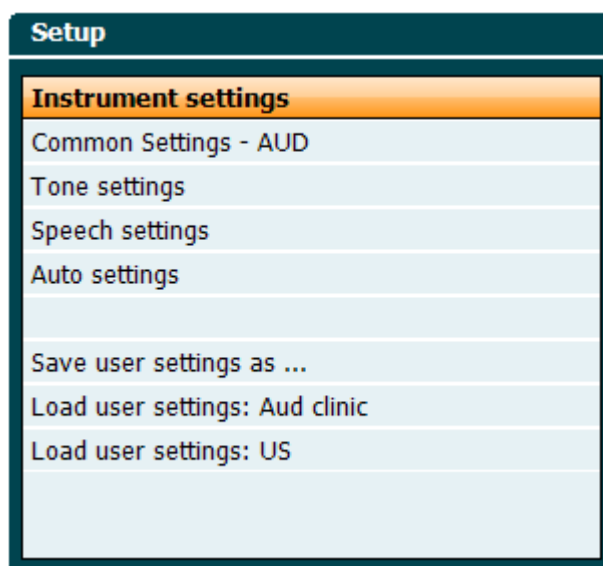 Setup
Instrument settings
Common Settings - AUD
Tone settings
Speech settings
Auto settings
Save user settings as ...
Load user settings: Aud clinic
Load user settings: US